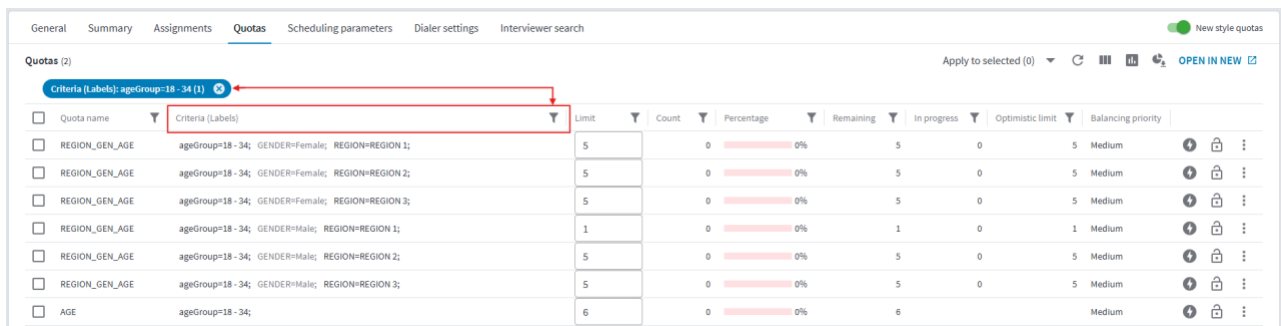 General Summary Assignments Quotas Scheduling parameters Dialer settings Interviewer search New style quotas
Quotas (2) Apply to selected (0) OPEN IN NEW
Criteria (Labels): ageGroup=18 - 34 (1)
Quota name Criteria (Labels) Limit Count Percentage Remaining In progress Optimistic limit Balancing priority
REGION_GEN_AGE ageGroup=18 - 34; GENDER=Female; REGION=REGION 1; 5 0 0% 5 0 5 Medium
REGION_GEN_AGE ageGroup=18 - 34; GENDER=Female; REGION=REGION 2; 5 0 0% 5 0 5 Medium
REGION_GEN_AGE ageGroup=18 - 34; GENDER=Female; REGION=REGION 3; 5 0 0% 5 0 5 Medium
REGION_GEN_AGE ageGroup=18 - 34; GENDER=Male; REGION=REGION 1; 1 0 0% 1 0 1 Medium
REGION_GEN_AGE ageGroup=18 - 34; GENDER=Male; REGION=REGION 2; 5 0 0% 5 0 5 Medium
REGION_GEN_AGE ageGroup=18 - 34; GENDER=Male; REGION=REGION 3; 5 0 0% 5 0 5 Medium
AGE ageGroup=18 - 34; 6 0 0% 6 Medium